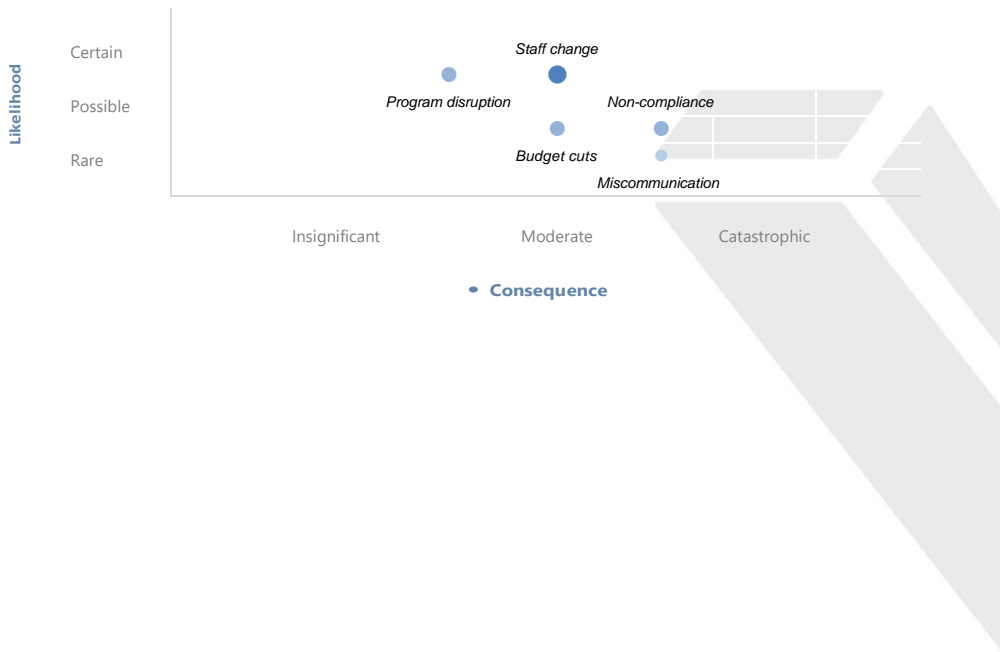 Likelihood
Certain
Staff change
Program disruption
Possible
Non-compliance
Budget cuts
Rare
Miscommunication
Insignificant
Moderate
Catastrophic
Consequence